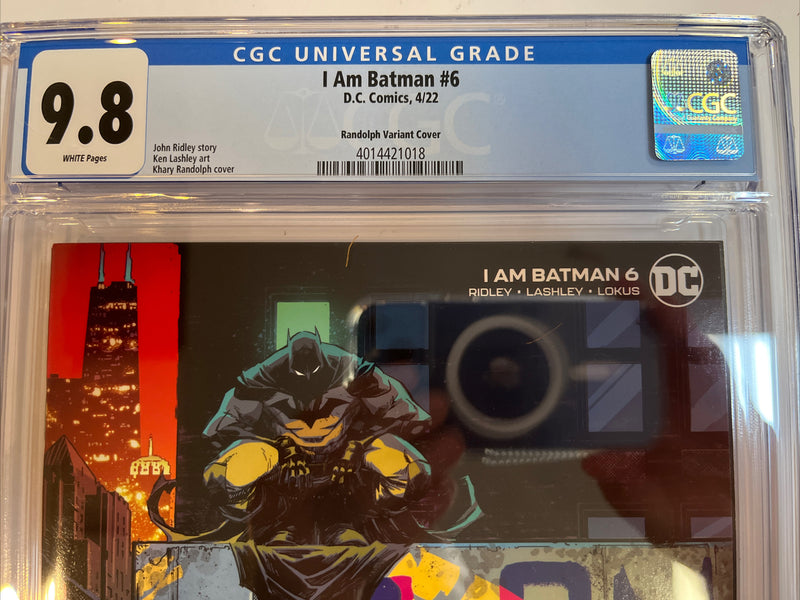 CGC UNIVERSAL GRADE
9.8
WHITE Pages
I Am Batman #6
D.C. Comics, 4/22
Randolph Variant Cover
4014421018
John Ridley story
Ken Lashley art
Khary Randolph cover
CGC
I AM BATMAN 6
RIDLEY • LASHLEY • LOKUS
DC